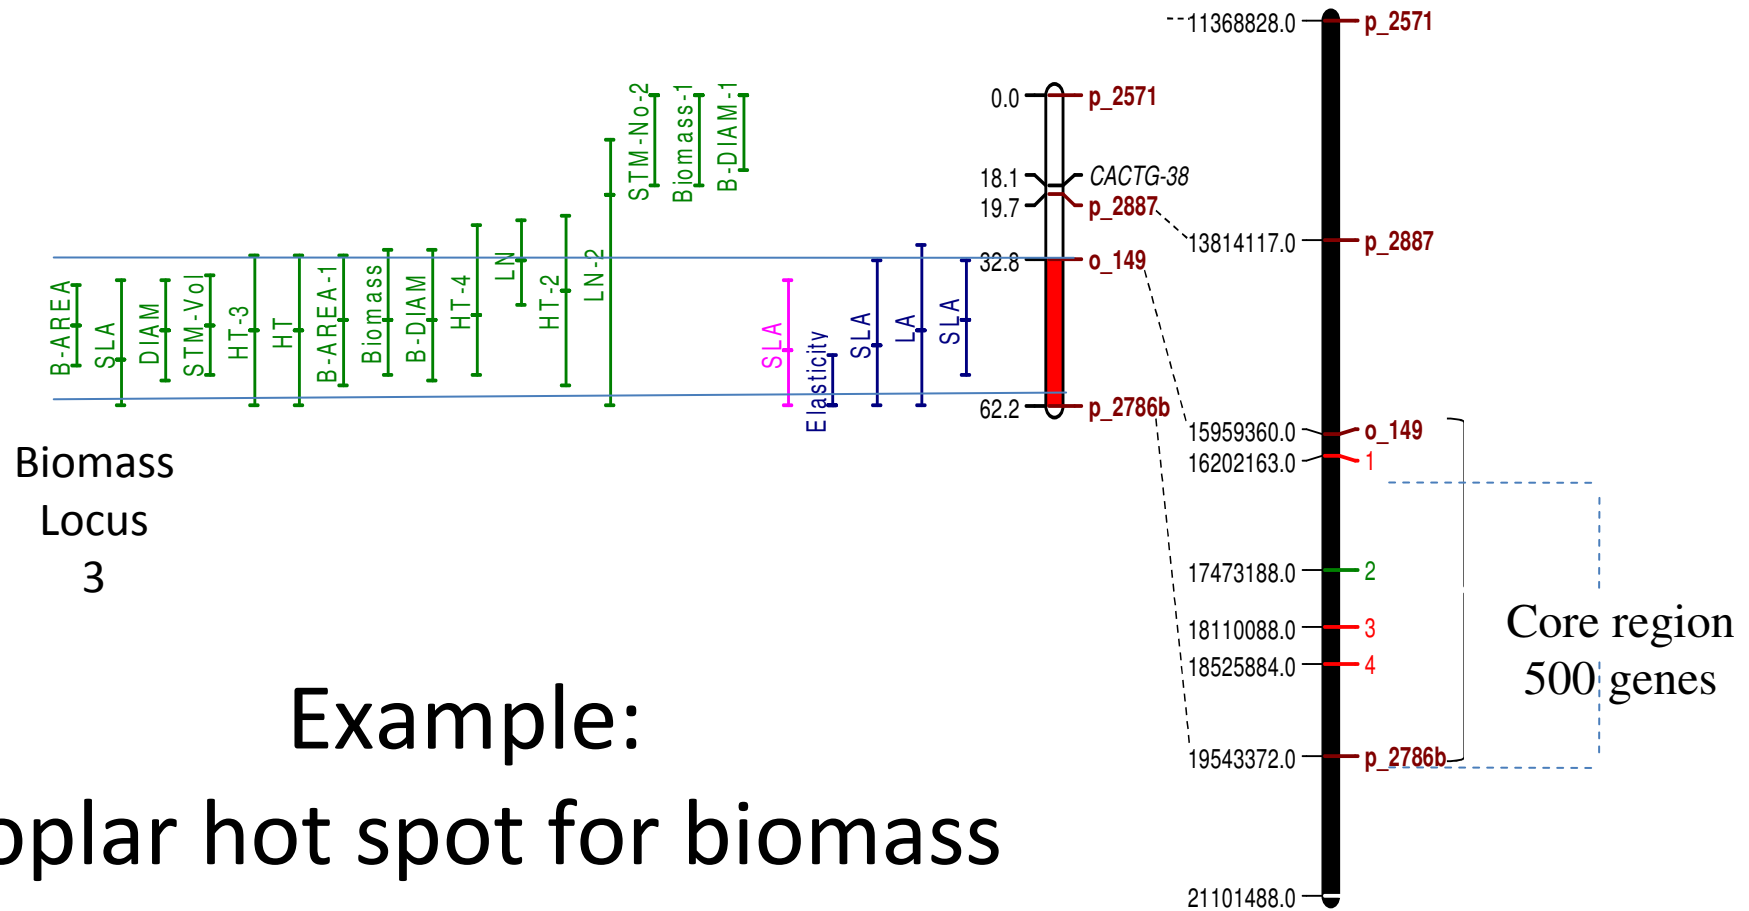 11368828.0
p_2571
STM-No-2
Biomass-1
B-DIAM-1
0.0
p_2571
18.1
CACTG-38
19.7
p_2887
13814117.0
p_2887
32.8
o_149
B-AREA
SLA
DIAM
STM-Vol
HT-3
HT
B-AREA-1
Biomass
B-DIAM
HT-4
LN
HT-2
LN-2
SLA
Elasticity
SLA
LA
SLA
62.2
p_2786b
15959360.0
o_149
16202163.0
1
Biomass
Locus
3
17473188.0
2
18110088.0
3
18525884.0
4
Core region
500 genes
19543372.0
p_2786b
Example:
oplar hot spot for biomass
21101488.0